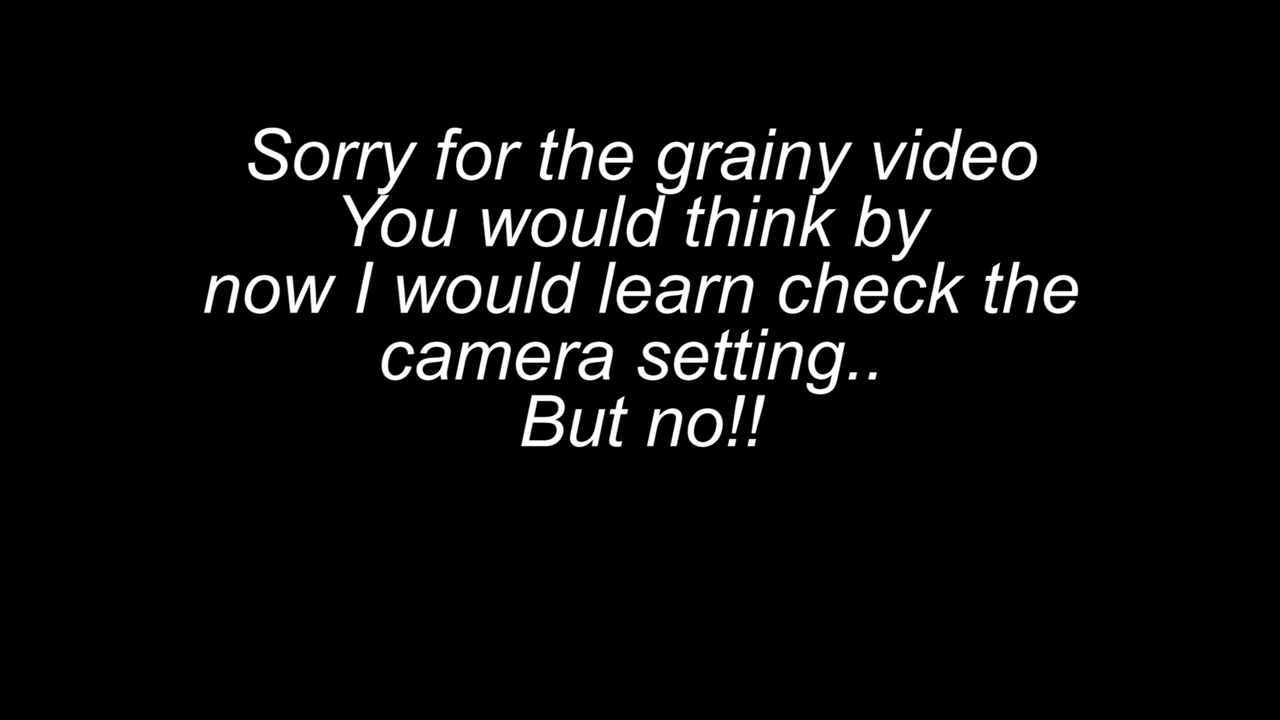 Sorry for the grainy video
You would think by
now I would learn check the
camera setting..
But no!!